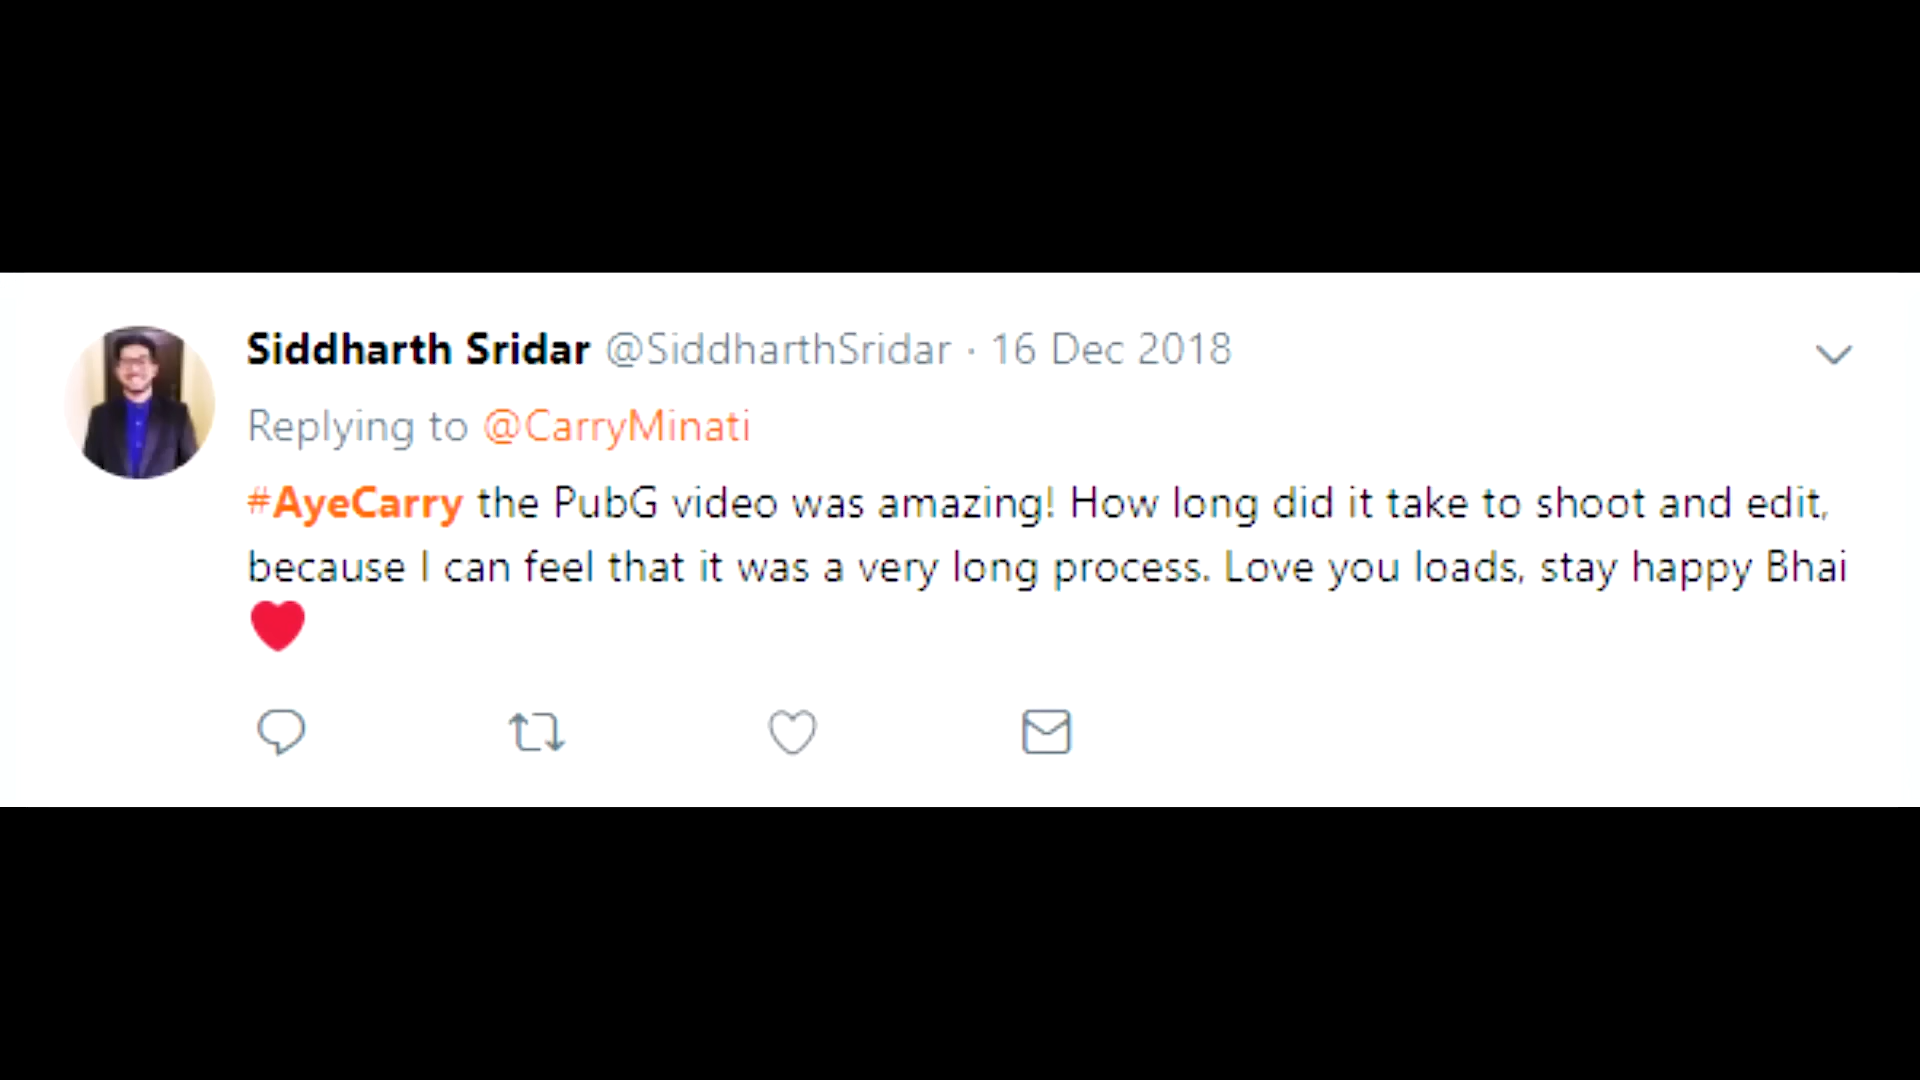 Siddharth Sridar @SiddharthSridar · 16 Dec 2018
Replying to @CarryMinati
#AyeCarry the PubG video was amazing! How long did it take to shoot and edit,
because I can feel that it was a very long process. Love you loads, stay happy Bhai
❤